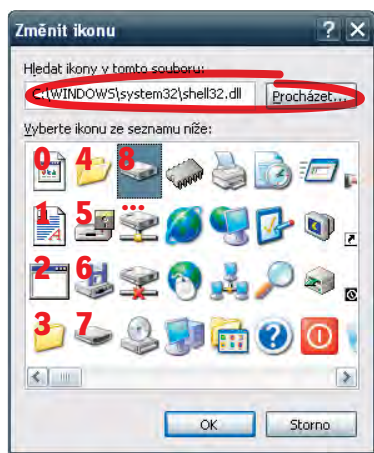 Změnit ikonu
Hledat ikony v tomto souboru:
C:\WINDOWS\system32\shell32.dll
Procházet...
Vyberte ikonu ze seznamu níže:
0 4 8
1 5 ...
2 6
3 7
OK Storno